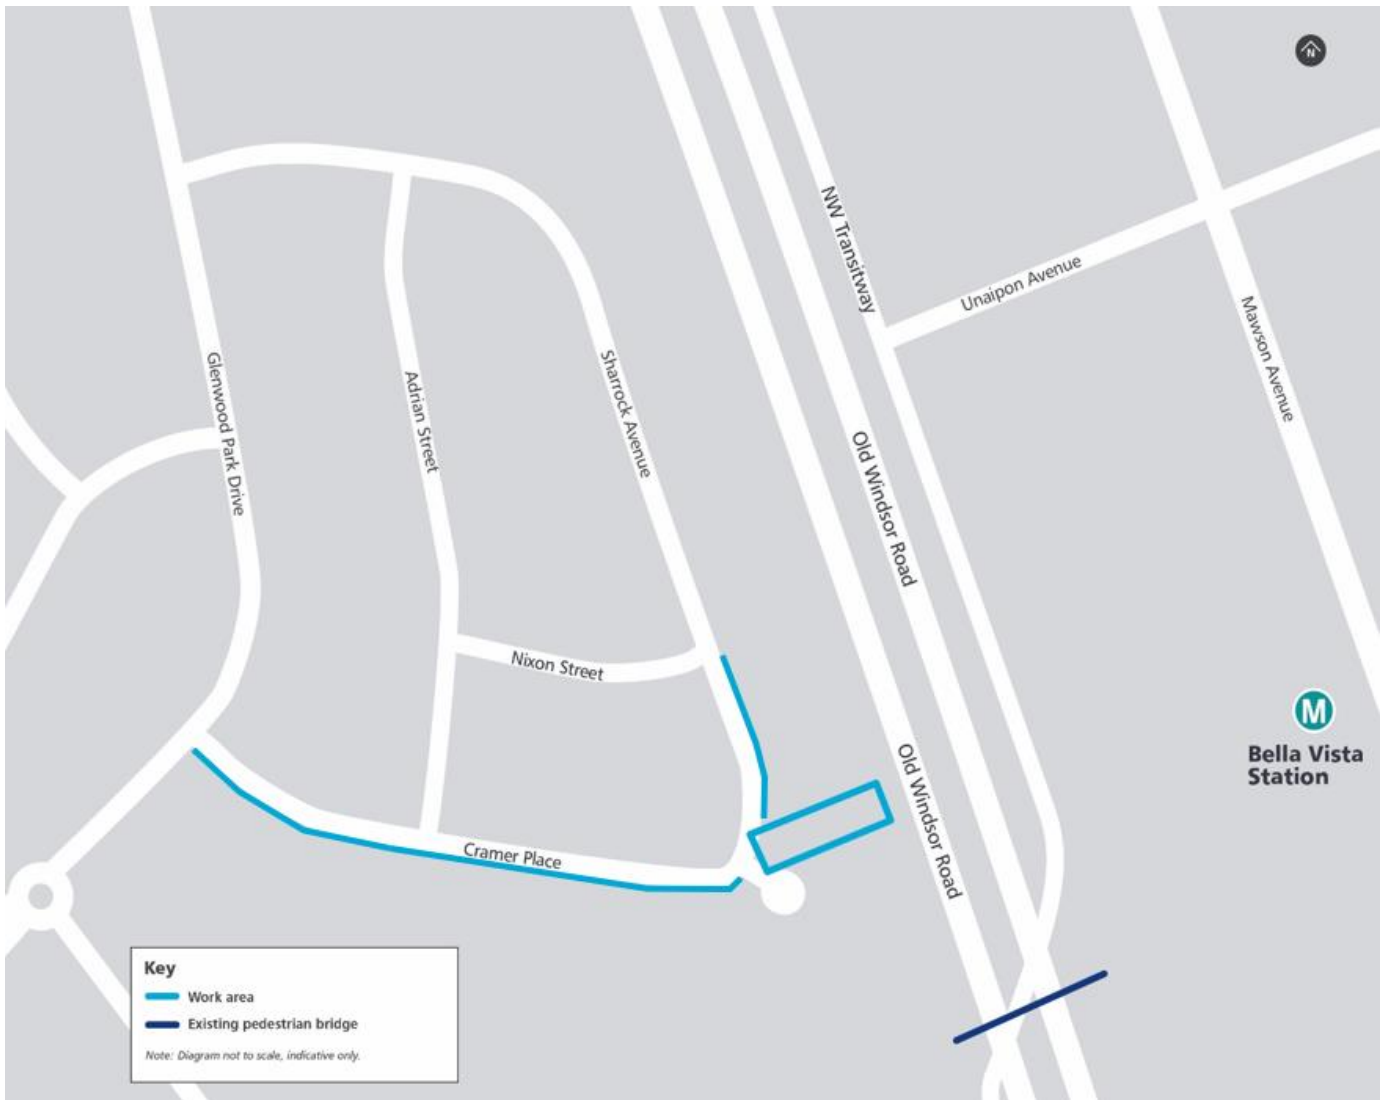 N
NW Transitway
Unaipon Avenue
Mawson Avenue
Glenwood Park Drive
Adrian Street
Sharrock Avenue
Old Windsor Road
Nixon Street
M
Bella Vista
Station
Old Windsor Road
Cramer Place
Key
Work area
Existing pedestrian bridge
Note: Diagram not to scale, indicative only.